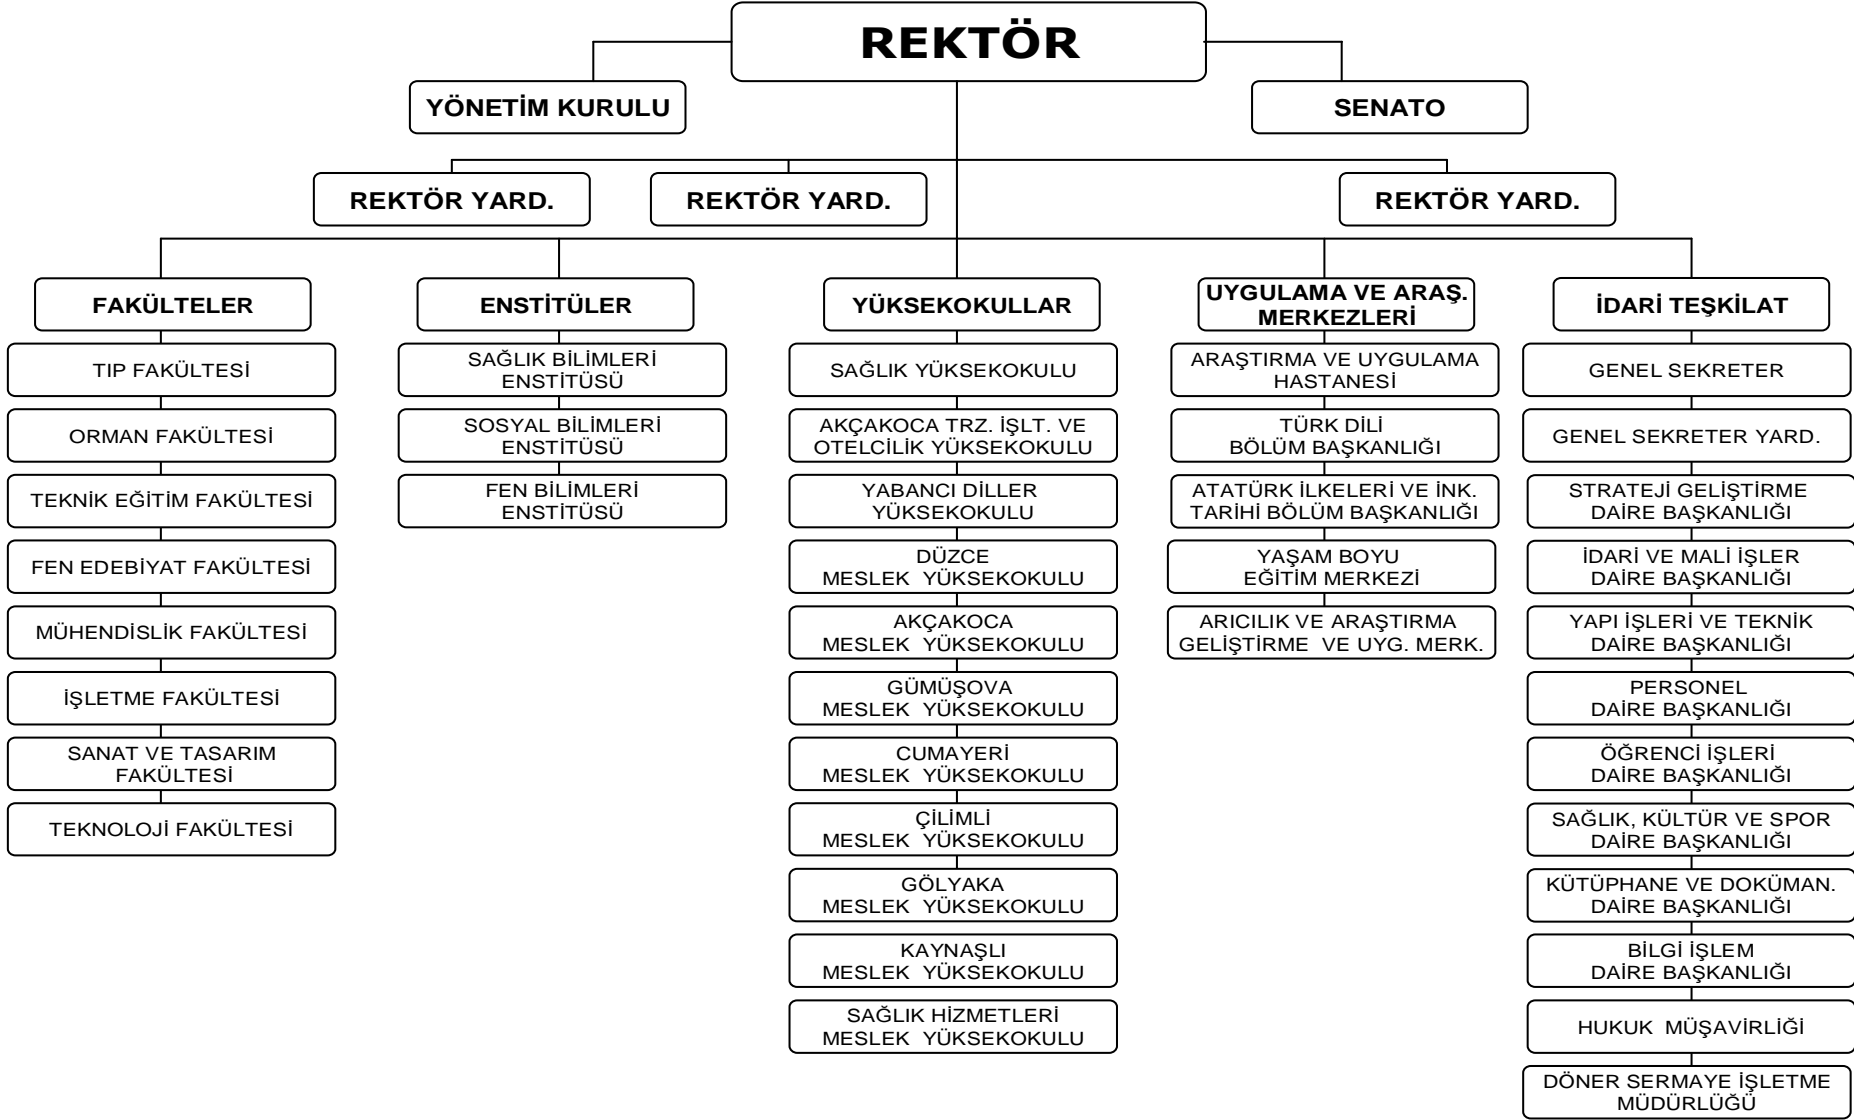 REKTÖR
YÖNETİM KURULU
SENATO
REKTÖR YARD.
REKTÖR YARD.
REKTÖR YARD.
FAKÜLTELER
TIP FAKÜLTESİ
ORMAN FAKÜLTESİ
TEKNİK EĞİTİM FAKÜLTESİ
FEN EDEBİYAT FAKÜLTESİ
MÜHENDİSLİK FAKÜLTESİ
İŞLETME FAKÜLTESİ
SANAT VE TASARIM
FAKÜLTESİ
TEKNOLOJİ FAKÜLTESİ
ENSTİTÜLER
SAĞLIK BİLİMLERİ
ENSTİTÜSÜ
SOSYAL BİLİMLERİ
ENSTİTÜSÜ
FEN BİLİMLERİ
ENSTİTÜSÜ
YÜKSEKOKULLAR
SAĞLIK YÜKSEKOKULU
AKÇAKOCA TRZ. İŞLT. VE
OTELCİLİK YÜKSEKOKULU
YABANCI DİLLER
YÜKSEKOKULU
DÜZCE
MESLEK YÜKSEKOKULU
AKÇAKOCA
MESLEK YÜKSEKOKULU
GÜMÜŞOVA
MESLEK YÜKSEKOKULU
CUMAYERİ
MESLEK YÜKSEKOKULU
ÇİLİMLİ
MESLEK YÜKSEKOKULU
GÖLYAKA
MESLEK YÜKSEKOKULU
KAYNAŞLI
MESLEK YÜKSEKOKULU
SAĞLIK HİZMETLERİ
MESLEK YÜKSEKOKULU
UYGULAMA VE ARAŞ.
MERKEZLERİ
ARAŞTIRMA VE UYGULAMA
HASTANESİ
TÜRK DİLİ
BÖLÜM BAŞKANLIĞI
ATATÜRK İLKELERİ VE İNK.
TARİHİ BÖLÜM BAŞKANLIĞI
YAŞAM BOYU
EĞİTİM MERKEZİ
ARICILIK VE ARAŞTIRMA
GELİŞTİRME VE UYG. MERK.
İDARİ TEŞKİLAT
GENEL SEKRETER
GENEL SEKRETER YARD.
STRATEJİ GELİŞTİRME
DAİRE BAŞKANLIĞI
İDARİ VE MALİ İŞLER
DAİRE BAŞKANLIĞI
YAPI İŞLERİ VE TEKNİK
DAİRE BAŞKANLIĞI
PERSONEL
DAİRE BAŞKANLIĞI
ÖĞRENCİ İŞLERİ
DAİRE BAŞKANLIĞI
SAĞLIK, KÜLTÜR VE SPOR
DAİRE BAŞKANLIĞI
KÜTÜPHANE VE DOKÜMAN.
DAİRE BAŞKANLIĞI
BİLGİ İŞLEM
DAİRE BAŞKANLIĞI
HUKUK MÜŞAVİRLİĞİ
DÖNER SERMAYE İŞLETME
MÜDÜRLÜĞÜ